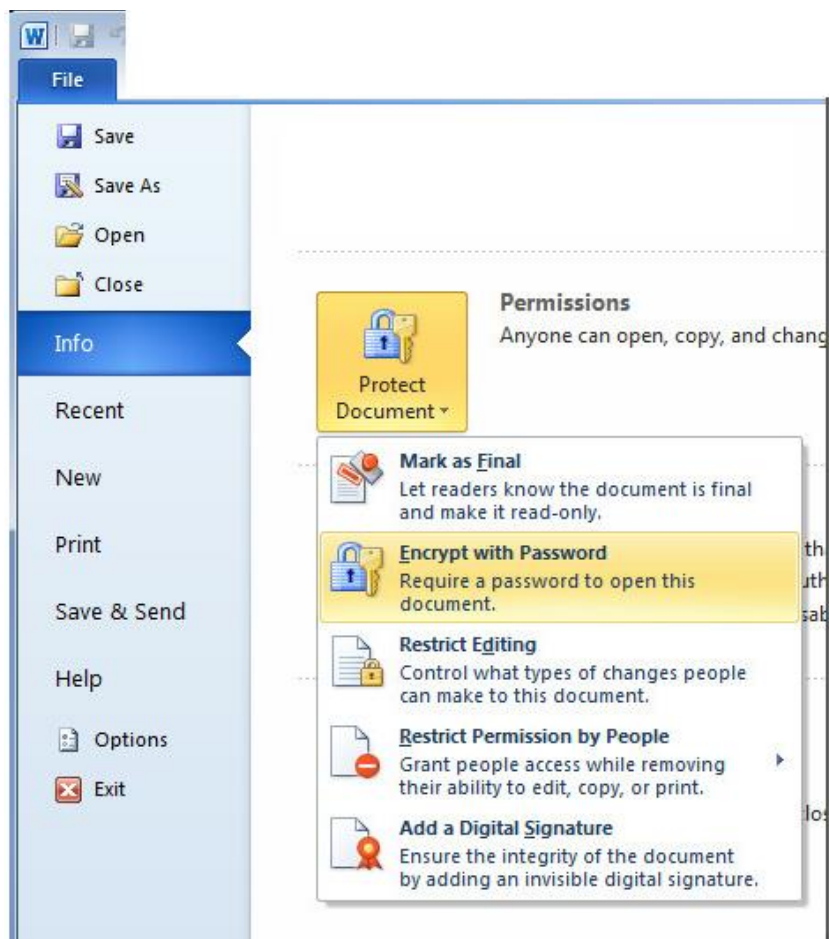 W
File
Save
Save As
Open
Close
Info
Recent
New
Print
Save & Send
Help
Options
Exit
Permissions
Anyone can open, copy, and
Protect
Document
Mark as Final
Let readers know the document is final
and make it read-only.
Encrypt with Password
Require a password to open this
document.
Restrict Editing
Control what types of changes people
can make to this document.
Restrict Permission by People
Grant people access while removing
their ability to edit, copy, or print.
Add a Digital Signature
Ensure the integrity of the document
by adding an invisible digital signature.